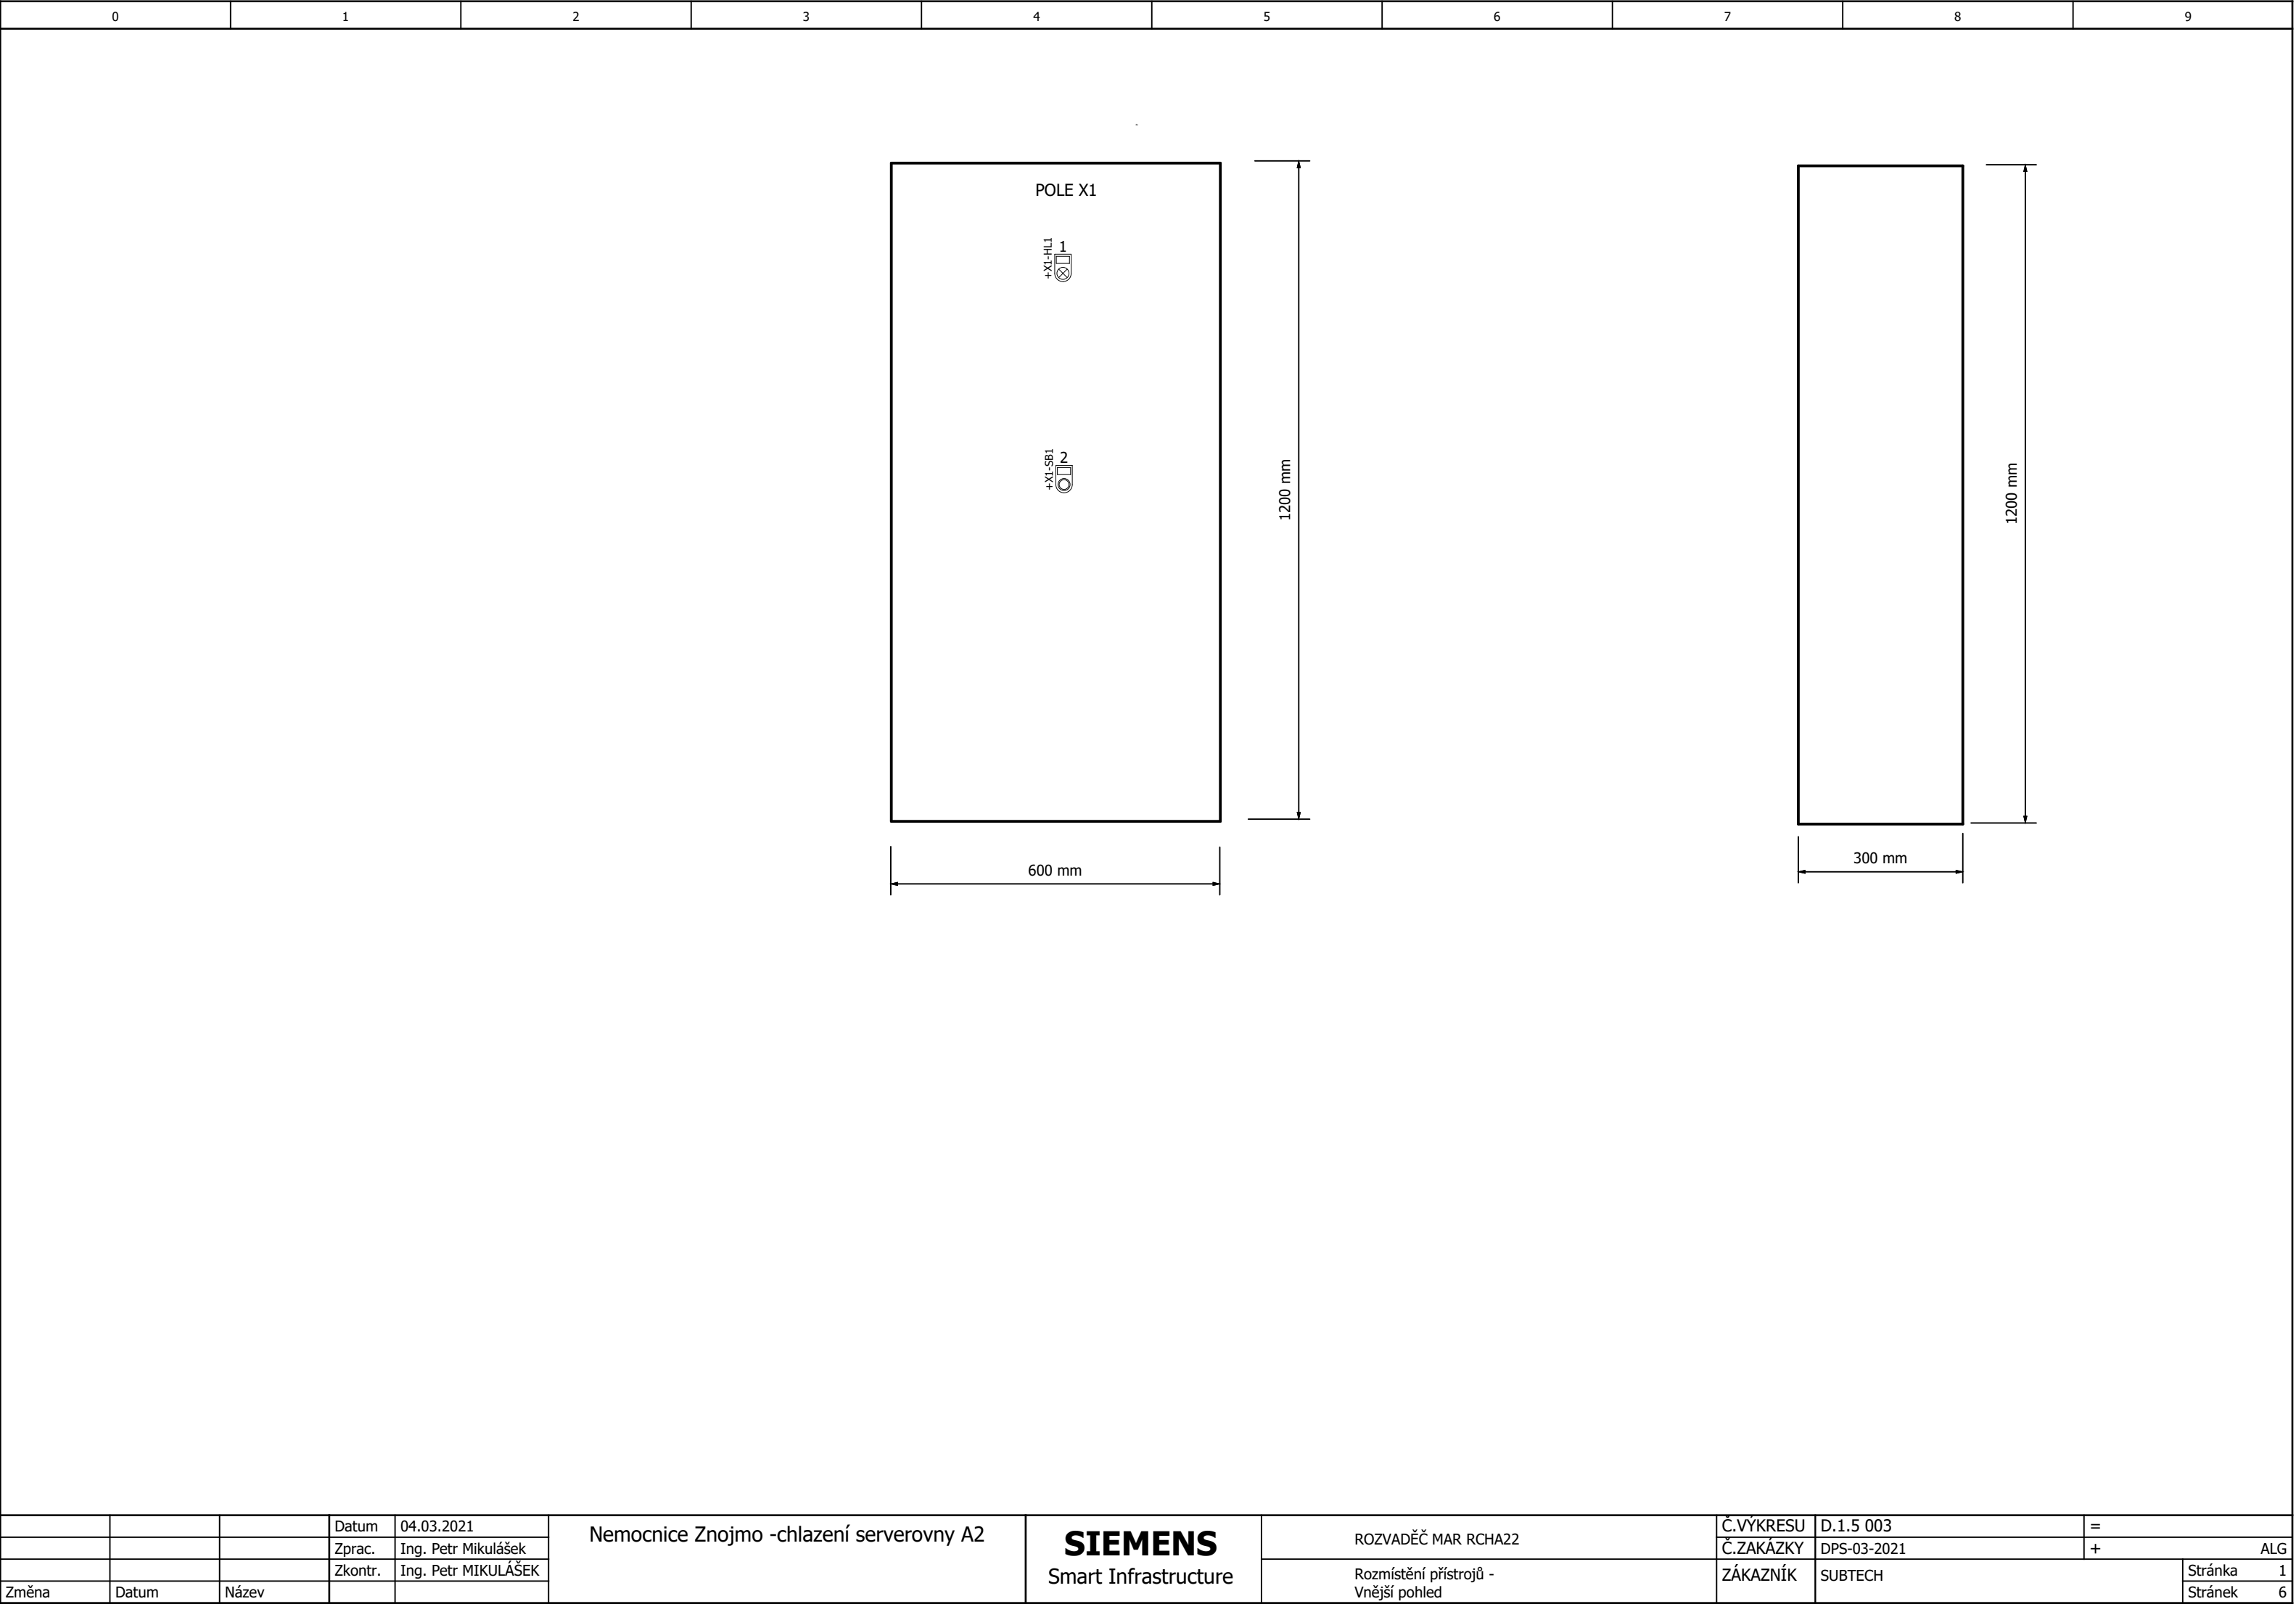 0 1 2 3 4 5 6 7 8 9
POLE X1
+X1-HL1
1
+X1-SB1
2
1200 mm
600 mm
1200 mm
300 mm
Datum 04.03.2021
Zprac. Ing. Petr Mikulášek
Zkontr. Ing. Petr MIKULÁŠEK
Změna Datum Název
Nemocnice Znojmo -chlazení serverovny A2
SIEMENS
Smart Infrastructure
ROZVADĚČ MAR RCHA22
Rozmístění přístrojů -
Vnější pohled
Č.VÝKRESU D.1.5 003 =
Č.ZAKÁZKY DPS-03-2021 + ALG
ZÁKAZNÍK SUBTECH
Stránka 1
Stránek 6